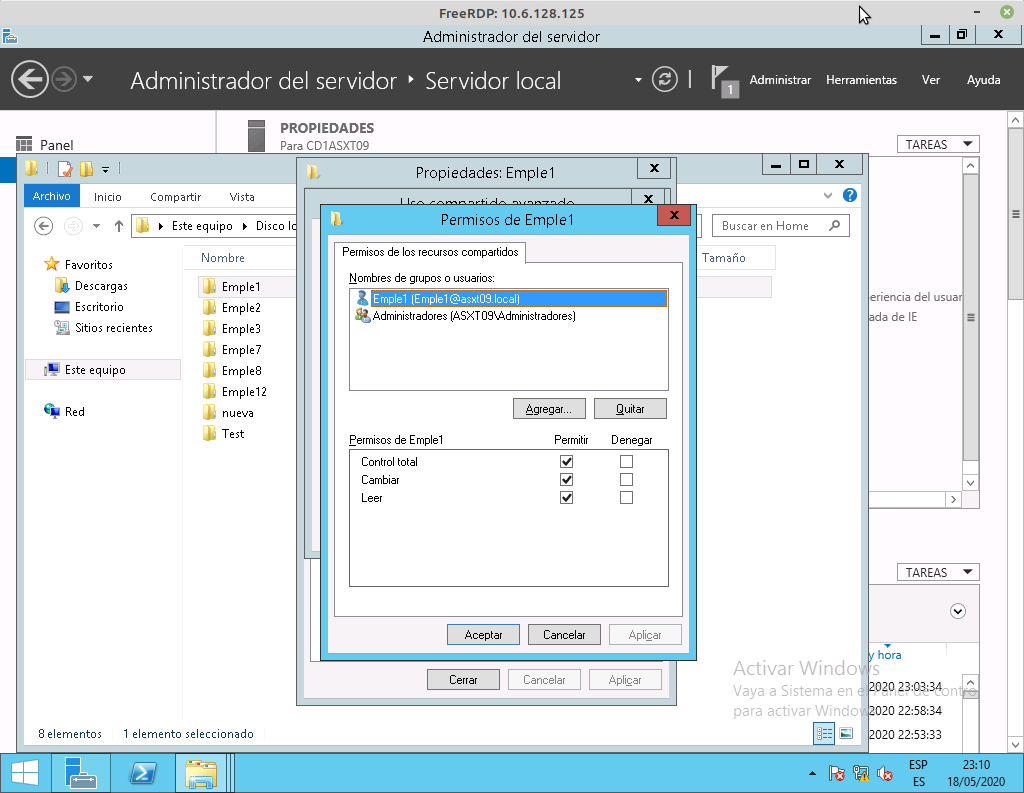 FreeRDP: 10.6.128.125
Administrador del servidor
Administrador del servidor ‣ Servidor local
1
Administrar
Herramientas
Ver
Ayuda
Panel
PROPIEDADES
Para CD1ASXT09
TAREAS
Archivo
Inicio
Compartir
Vista
Este equipo
Disco
Buscar en Home
Favoritos
Descargas
Escritorio
Sitios recientes
Este equipo
Red
Nombre
Tamaño
Emple1
Emple2
Emple3
Emple7
Emple8
Emple12
nueva
Test
8 elementos
1 elemento seleccionado
Propiedades: Emple1
Uso compartido avanzado
Permisos de Emple1
Permisos de los recursos compartidos
Nombres de grupos o usuarios:
Emple1 (Emple1@asxt09.local)
Administradores (ASXT09\Administradores)
Agregar...
Quitar
Permisos de Emple1
Permitir
Denegar
Control total
Cambiar
Leer
Aceptar
Cancelar
Aplicar
Cerrar
Cancelar
Aplicar
eriencia del usuar
ada de IE
TAREAS
y hora
2020 23:03:34
2020 22:58:34
2020 22:53:33
Activar Windows
Vaya a Sistema en el Panel de contro
para activar Window
ESP
ES
23:10
18/05/2020